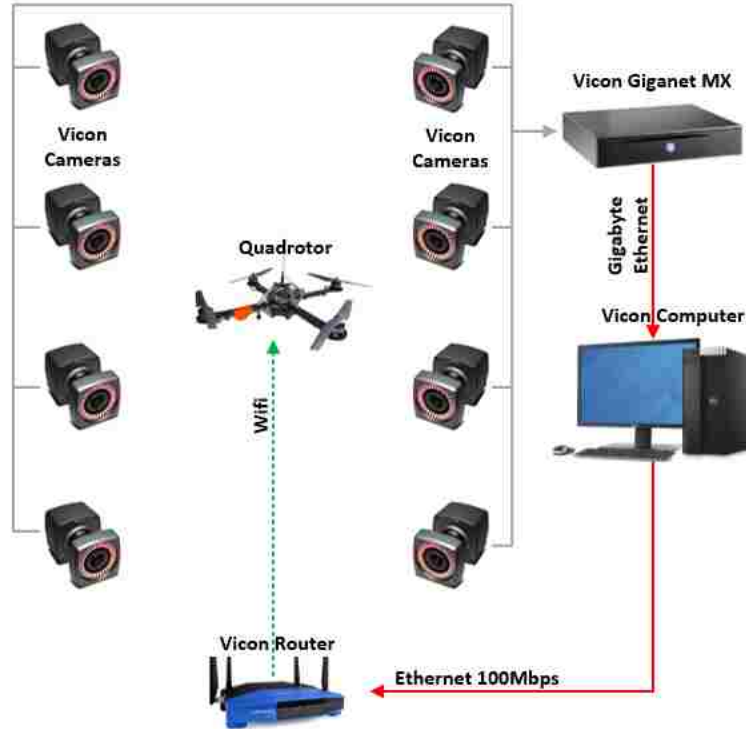 Vicon Giganet MX
Vicon
Cameras
Vicon
Cameras
Quadrotor
Gigabyte
Ethernet
Vicon Computer
Wifi
Vicon Router
Ethernet 100Mbps